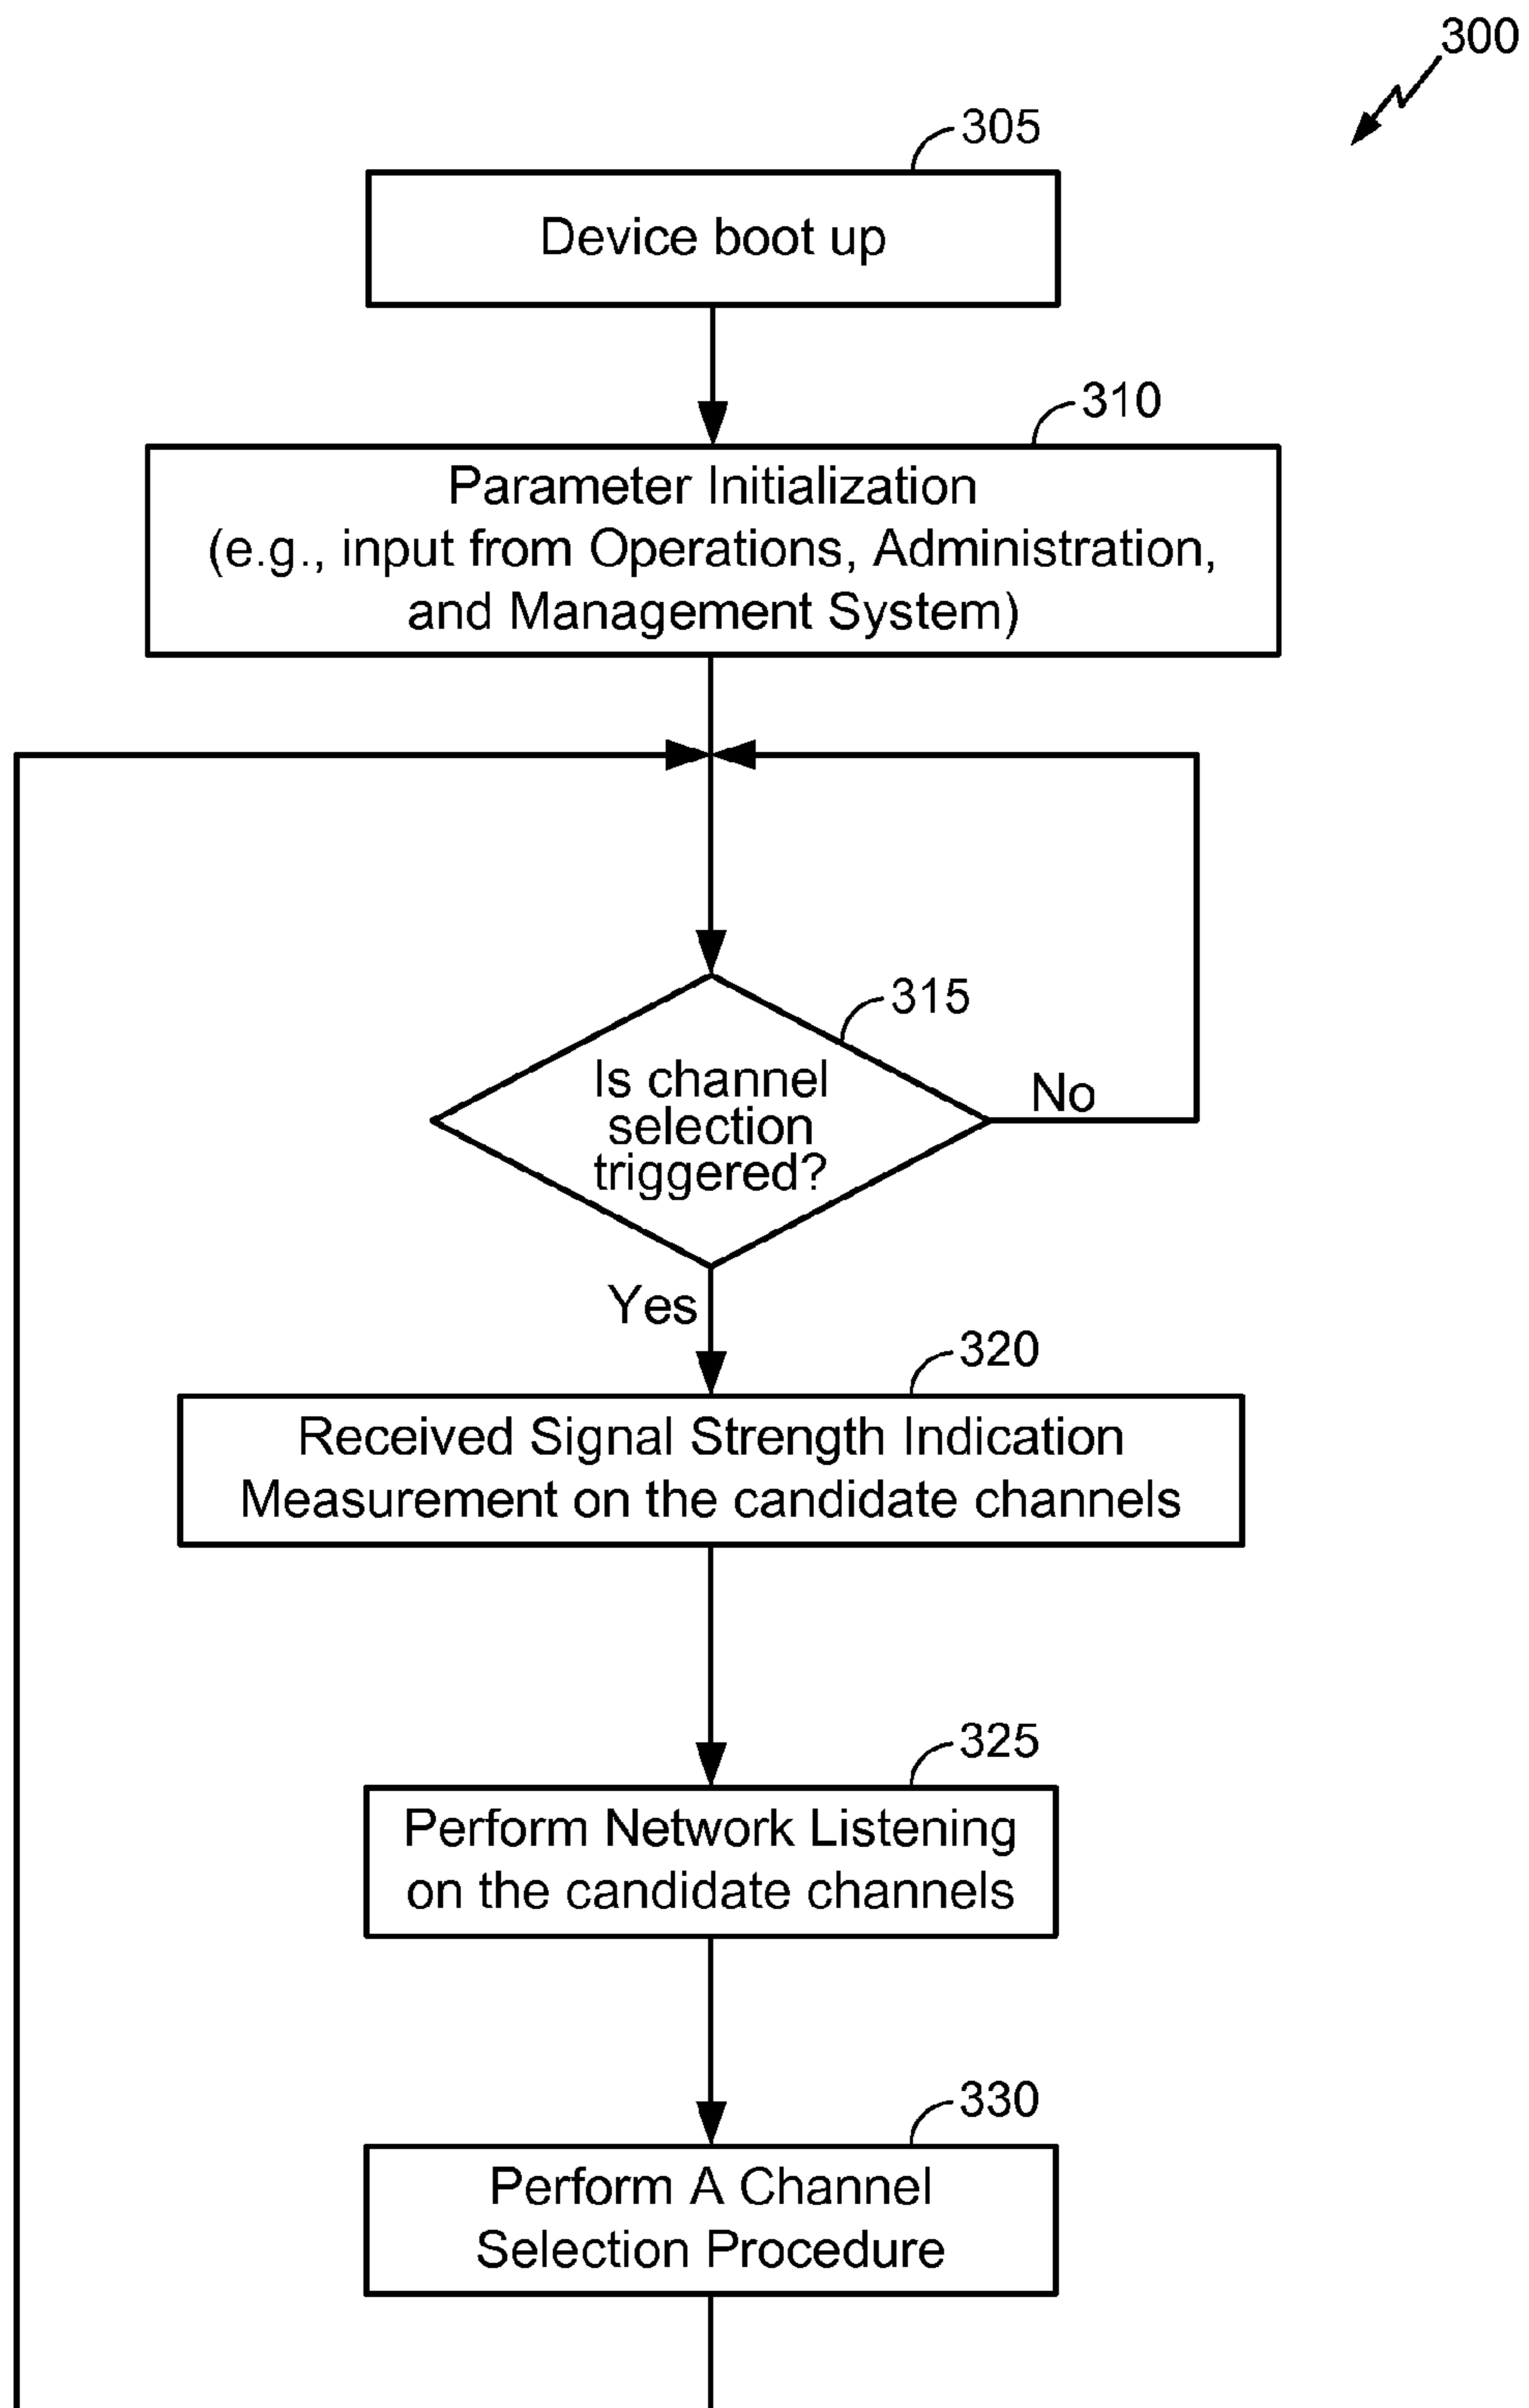 300
305
Device boot up
310
Parameter Initialization
(e.g., input from Operations, Administration,
and Management System)
315
Is channel
selection
triggered?
No
Yes
320
Received Signal Strength Indication
Measurement on the candidate channels
325
Perform Network Listening
on the candidate channels
330
Perform A Channel
Selection Procedure